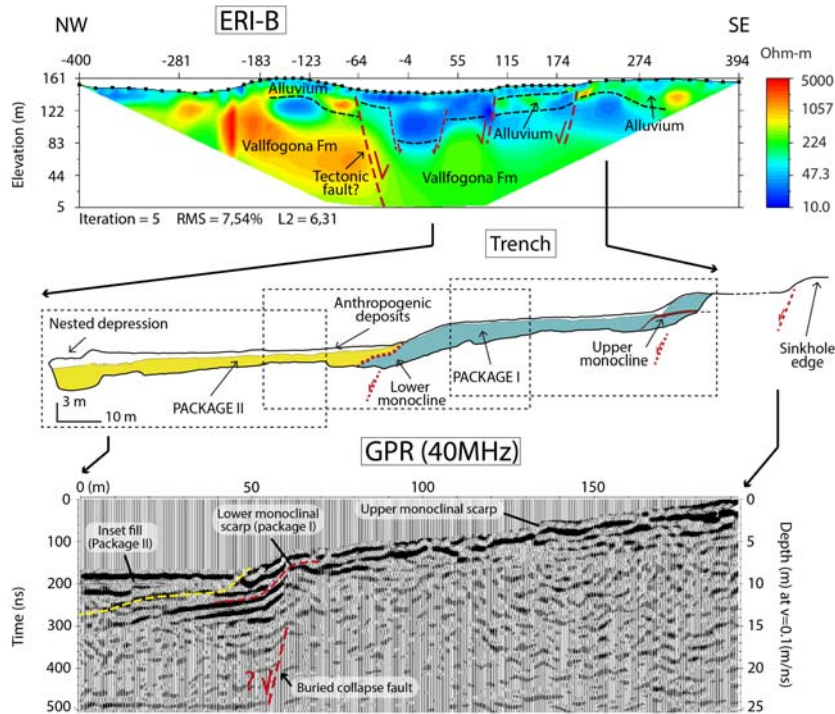 NW
ERI-B
SE
-400 -281 -183 -123 -64 -4 55 115 174 274 394
Ohm-m
161
122
83
44
5
Elevation (m)
5000
1057
224
47.3
10.0
Alluvium
Vallfogona Fm
Tectonic
fault?
Vallfogona Fm
Alluvium
Alluvium
Iteration = 5 RMS = 7,54% L2 = 6,31
Trench
Nested depression
Anthropogenic
deposits
PACKAGE II
Lower
monocline
PACKAGE I
Upper
monocline
Sinkhole
edge
3 m
10 m
GPR (40MHz)
0 (m) 50 100 150
0
100
200
300
400
500
Time (ns)
Inset fill
(Package II)
Lower monoclinal
scarp (package I)
Upper monoclinal scarp
?
Buried collapse fault
0
5
10
15
20
25
Depth (m) at v=0.1(m/ns)